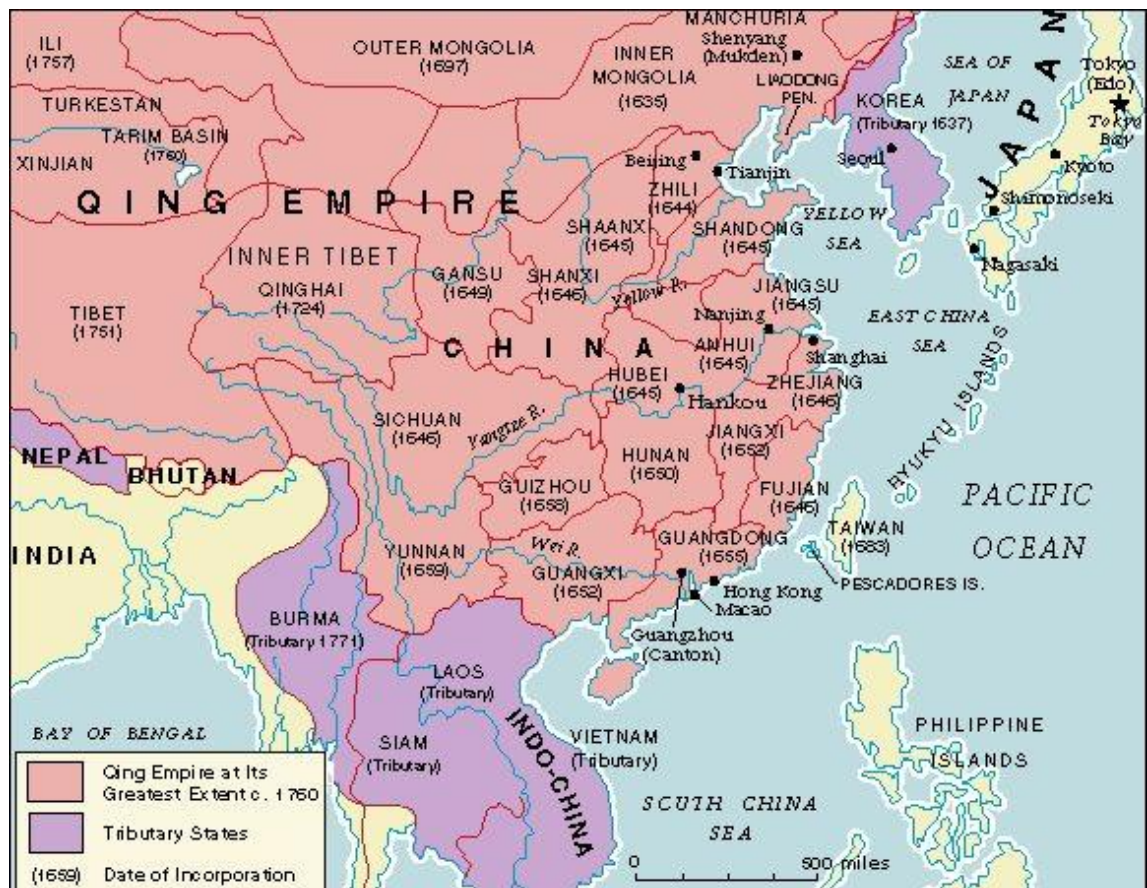 ILI
(1757)
OUTER MONGOLIA
(1697)
INNER
MONGOLIA
(1635)
MANCHURIA
Shenyang
(Mukden)
LIAODONG
PEN.
SEA OF
JAPAN
JAPAN
Tokyo
(Edo)
Tokyo
Bay
KOREA
(Tributary 1637)
Seoul
Kyoto
Shimonoseki
Nagasaki
TURKESTAN
TARIM BASIN
(1760)
XINJIAN
QING EMPIRE
Beijing
Tianjin
ZHILI
(1644)
SHAANXI
(1645)
SHANDONG
(1645)
YELLOW
SEA
INNER TIBET
QINGHAI
(1724)
GANSU
(1649)
SHANXI
(1646)
Yellow R.
JIANGSU
(1645)
TIBET
(1751)
CHINA
Nanjing
ANHUI
(1645)
Shanghai
EAST CHINA
SEA
HUBEI
(1645)
Hankou
ZHEJIANG
(1646)
RYUKYU ISLANDS
SICHUAN
(1646)
Yangtze R.
JIANGXI
(1652)
HUNAN
(1650)
NEPAL
BHUTAN
GUIZHOU
(1658)
FUJIAN
(1646)
PACIFIC
OCEAN
TAIWAN
(1683)
INDIA
YUNNAN
(1659)
Wei R.
GUANGXI
(1652)
GUANGDONG
(1655)
PESCADORES IS.
Hong Kong
Macao
Guangzhou
(Canton)
BURMA
(Tributary 1771)
LAOS
(Tributary)
SIAM
(Tributary)
INDO-CHINA
VIETNAM
(Tributary)
BAY OF BENGAL
PHILIPPINE
ISLANDS
SOUTH CHINA
SEA
0 500 miles
Qing Empire at Its
Greatest Extent c. 1760
Tributary States
(1659) Date of Incorporation